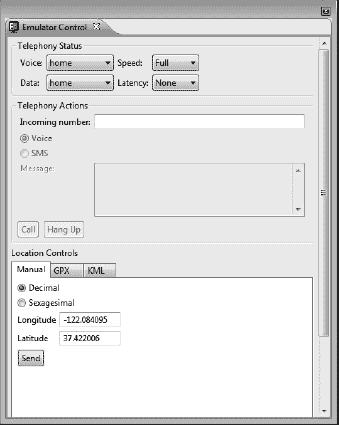 Emulator Control
Telephony Status
Voice: home Speed: Full
Data: home Latency: None
Telephony Actions
Incoming number:
Voice
SMS
Message:
Call Hang Up
Location Controls
Manual GPX KML
Decimal
Sexagesimal
Longitude -122.084095
Latitude 37.422006
Send